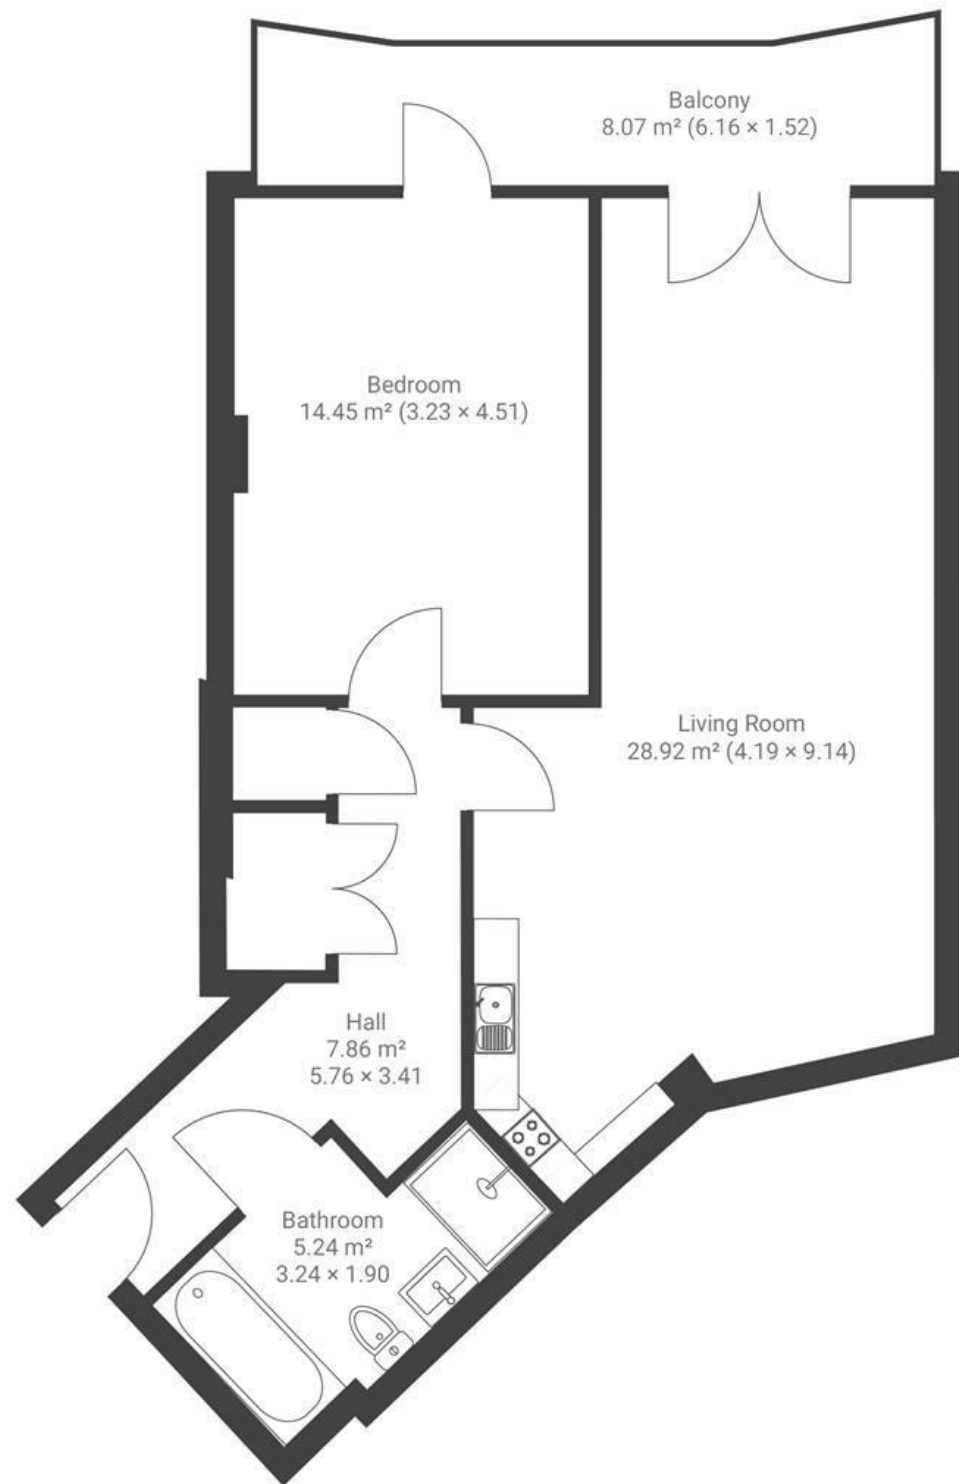 Balcony
8.07 m² (6.16 × 1.52)
Bedroom
14.45 m² (3.23 × 4.51)
Living Room
28.92 m² (4.19 × 9.14)
Hall
7.86 m²
5.76 × 3.41
Bathroom
5.24 m²
3.24 × 1.90